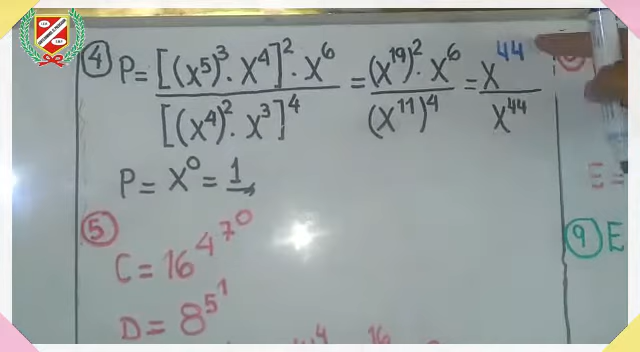 ④ P = [(x⁵)³ · x⁴]² · x⁶ / [(x⁴)² · x³]⁴ = (x¹⁹)² · x⁶ / (x¹¹)⁴ = x⁴⁴ / x⁴⁴
P = x⁰ = 1
⑤
C = 16^4^7^0
D = 8^5^1
E =
⑨ E